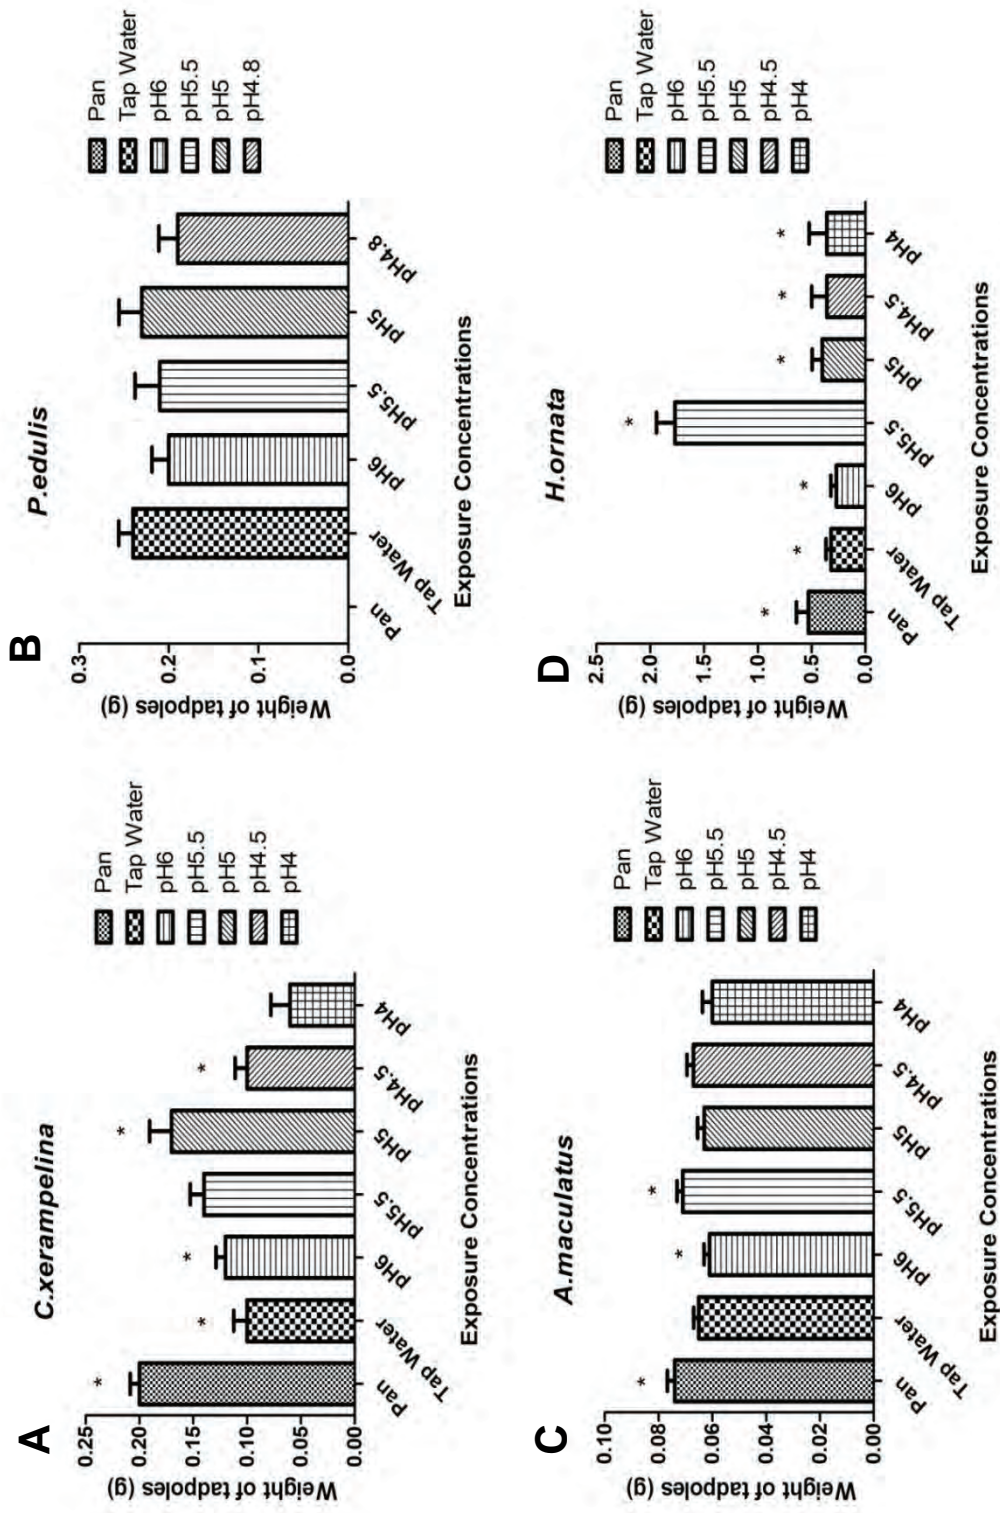 A
C.xerampelina
Weight of tadpoles (g)
0.25
0.20
0.15
0.10
0.05
0.00
Pan
Tap Water
pH6
pH5.5
pH5
pH4.5
pH4
Exposure Concentrations
* * * * *
Pan
Tap Water
pH6
pH5.5
pH5
pH4.5
pH4
B
P.edulis
Weight of tadpoles (g)
0.3
0.2
0.1
0.0
Pan
Tap Water
pH6
pH5.5
pH5
pH4.8
Exposure Concentrations
Pan
Tap Water
pH6
pH5.5
pH5
pH4.8
C
A.maculatus
Weight of tadpoles (g)
0.10
0.08
0.06
0.04
0.02
0.00
Pan
Tap Water
pH6
pH5.5
pH5
pH4.5
pH4
Exposure Concentrations
* * *
Pan
Tap Water
pH6
pH5.5
pH5
pH4.5
pH4
D
H.ornata
Weight of tadpoles (g)
2.5
2.0
1.5
1.0
0.5
0.0
Pan
Tap Water
pH6
pH5.5
pH5
pH4.5
pH4
Exposure Concentrations
* * * * * * *
Pan
Tap Water
pH6
pH5.5
pH5
pH4.5
pH4